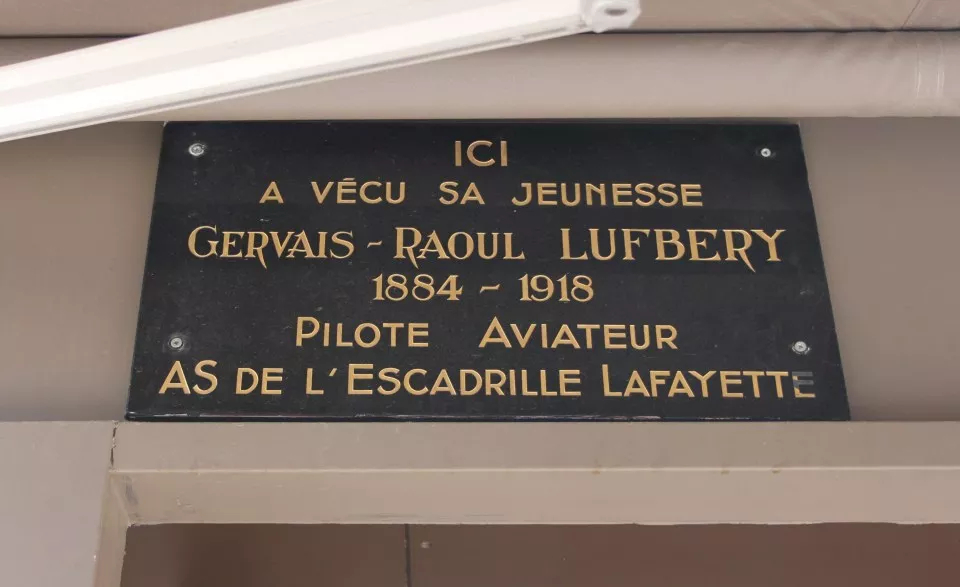 ICI
A VÉCU SA JEUNESSE
GERVAIS - RAOUL LUFBERY
1884 - 1918
PILOTE AVIATEUR
AS DE L'ESCADRILLE LAFAYETTE